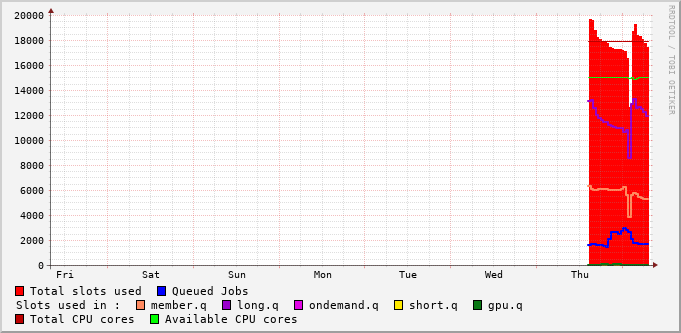 RRDTOOL / TOBI OETIKER
20000
18000
16000
14000
12000
10000
8000
6000
4000
2000
0
Fri Sat Sun Mon Tue Wed Thu
Total slots used Queued Jobs
Slots used in : member.q long.q ondemand.q short.q gpu.q
Total CPU cores Available CPU cores